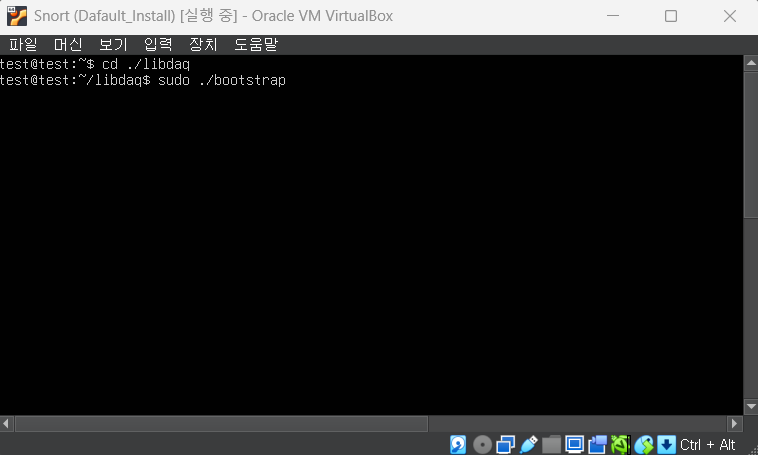 Snort (Dafault_Install) [실행 중] - Oracle VM VirtualBox
파일 머신 보기 입력 장치 도움말
test@test:~$ cd ./libdaq
test@test:~/libdaq$ sudo ./bootstrap
Ctrl + Alt